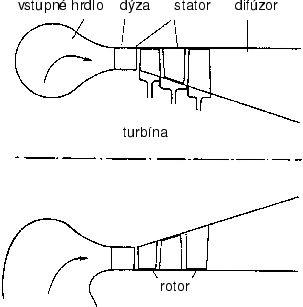 vstupné hrdlo dýza stator difúzor
turbína
rotor